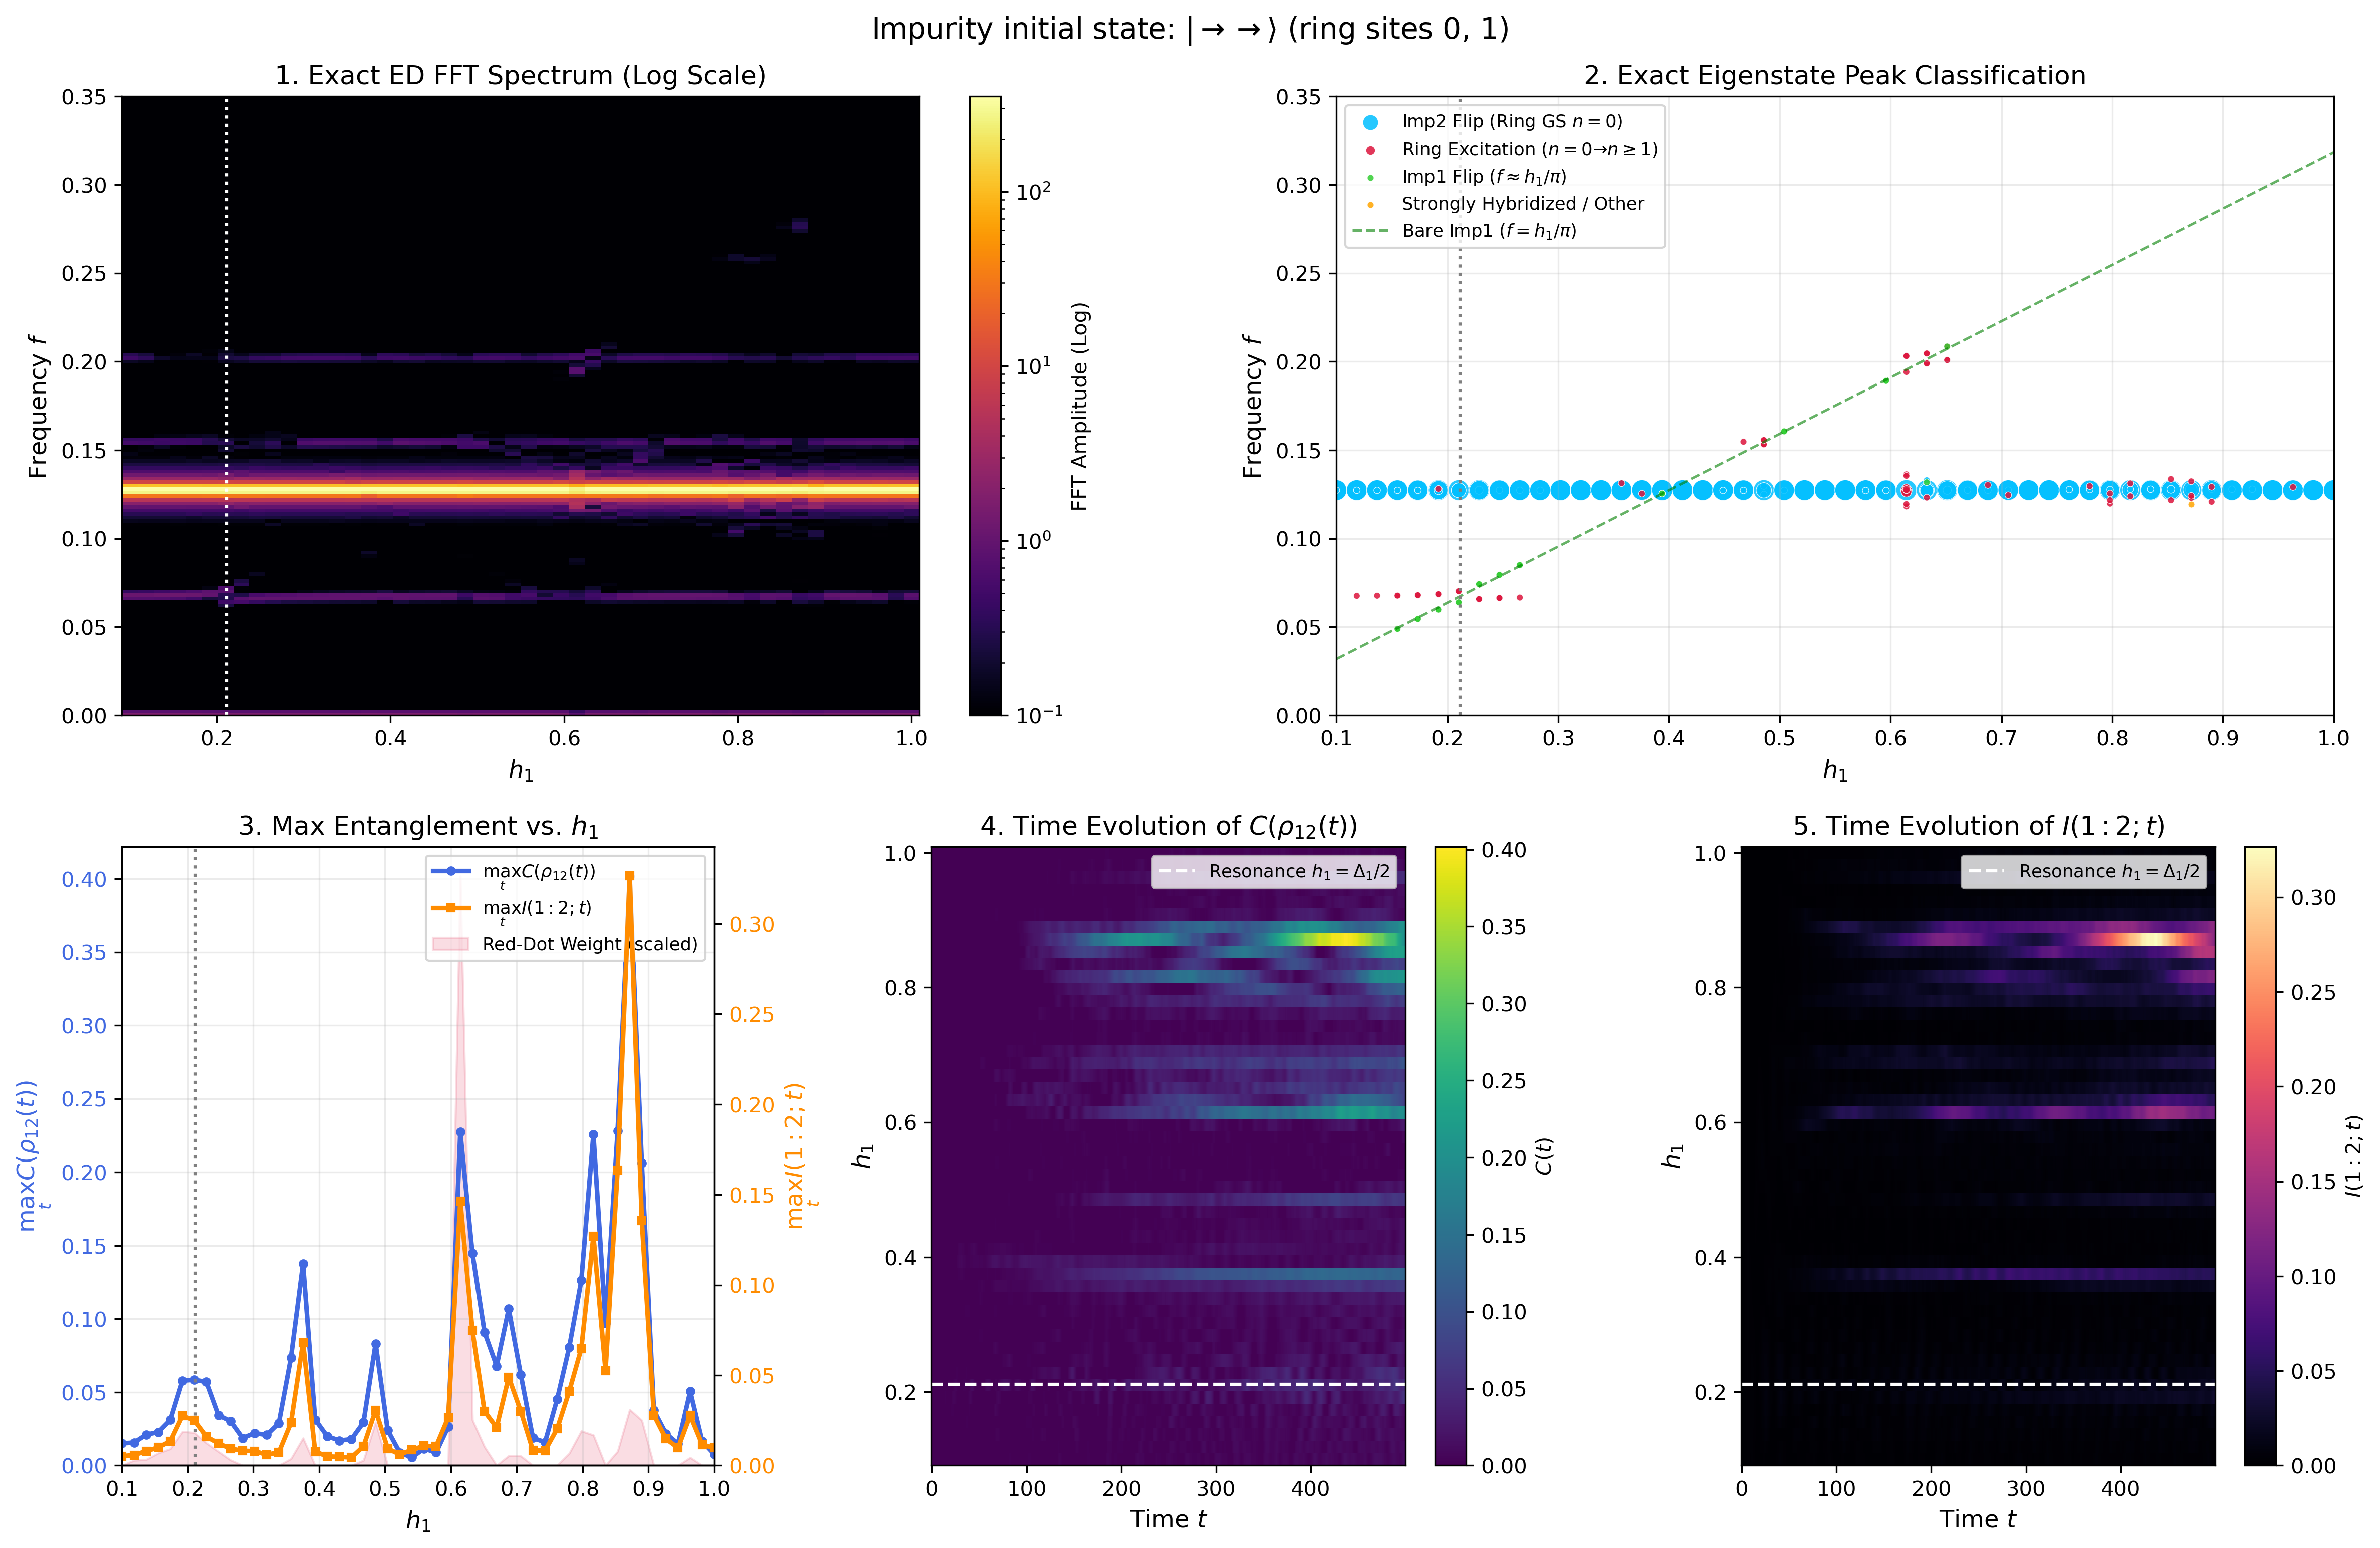 Impurity initial state: |→→⟩ (ring sites 0, 1)
1. Exact ED FFT Spectrum (Log Scale)
0.35
0.30
0.25
0.20
0.15
0.10
0.05
0.00
Frequency f
0.2
0.4
0.6
0.8
1.0
h₁
10²
10¹
10⁰
10⁻¹
FFT Amplitude (Log)
2. Exact Eigenstate Peak Classification
0.35
0.30
0.25
0.20
0.15
0.10
0.05
0.00
Frequency f
Imp2 Flip (Ring GS n = 0)
Ring Excitation (n = 0→n ≥ 1)
Imp1 Flip (f ≈ h₁/π)
Strongly Hybridized / Other
Bare Imp1 (f = h₁/π)
0.1
0.2
0.3
0.4
0.5
0.6
0.7
0.8
0.9
1.0
h₁
3. Max Entanglement vs. h₁
0.40
0.35
0.30
0.25
0.20
0.15
0.10
0.05
0.00
max C(ρ₁₂(t))
t
max C(ρ₁₂(t))
t
max I(1 : 2; t)
t
Red-Dot Weight (scaled)
0.30
0.25
0.20
0.15
0.10
0.05
0.00
max I(1 : 2; t)
t
0.1
0.2
0.3
0.4
0.5
0.6
0.7
0.8
0.9
1.0
h₁
4. Time Evolution of C(ρ₁₂(t))
1.0
0.8
0.6
0.4
0.2
h₁
Resonance h₁ = Δ₁/2
0
100
200
300
400
Time t
0.40
0.35
0.30
0.25
0.20
0.15
0.10
0.05
0.00
C(t)
5. Time Evolution of I(1 : 2; t)
1.0
0.8
0.6
0.4
0.2
h₁
Resonance h₁ = Δ₁/2
0
100
200
300
400
Time t
0.30
0.25
0.20
0.15
0.10
0.05
0.00
I(1 : 2; t)